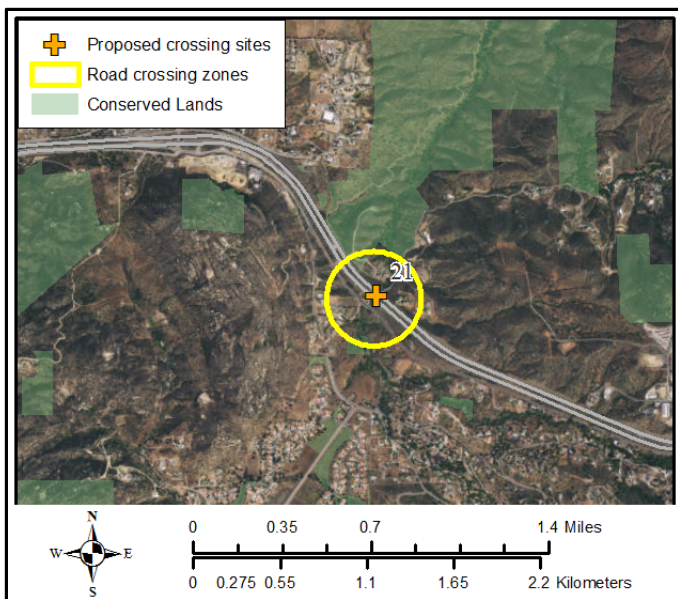 Proposed crossing sites
Road crossing zones
Conserved Lands
21
N
W E
S
0 0.35 0.7 1.4 Miles
0 0.275 0.55 1.1 1.65 2.2 Kilometers